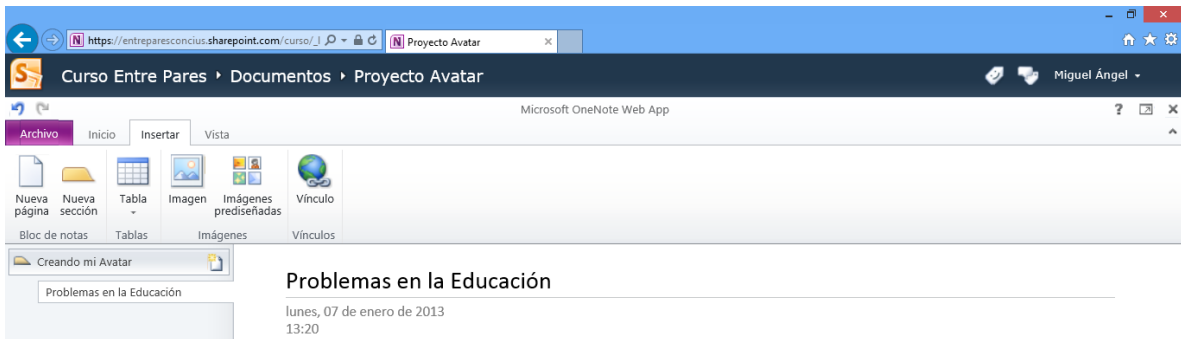 https://entreparesconcius.sharepoint.com/curso/_l
Proyecto Avatar
Curso Entre Pares ‣ Documentos ‣ Proyecto Avatar
Miguel Ángel
Microsoft OneNote Web App
Archivo Inicio Insertar Vista
Nueva página Nueva sección Tabla Imagen Imágenes prediseñadas Vínculo
Bloc de notas Tablas Imágenes Vínculos
Creando mi Avatar
Problemas en la Educación
Problemas en la Educación
lunes, 07 de enero de 2013
13:20